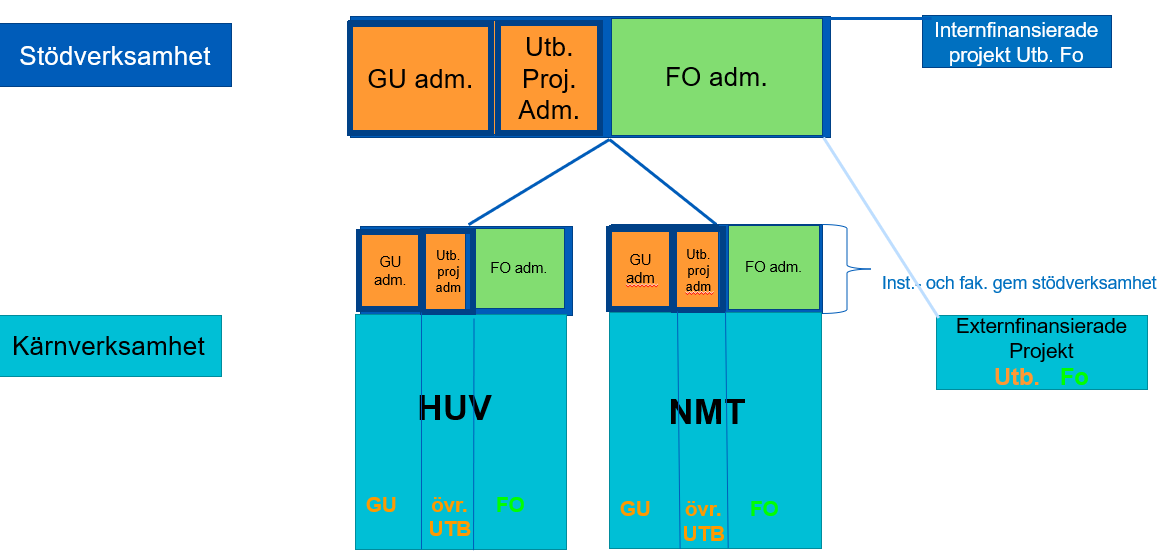 Stödverksamhet
GU adm.
Utb.
Proj.
Adm.
FO adm.
Internfinansierade
projekt Utb. Fo
GU
adm.
Utb.
proj
adm
FO adm.
GU
adm
Utb.
proj
adm
FO adm.
Inst.- och fak. gem stödverksamhet
Kärnverksamhet
Externfinansierade
Projekt
Utb. Fo
HUV
NMT
GU
övr.
UTB
FO
GU
övr.
UTB
FO